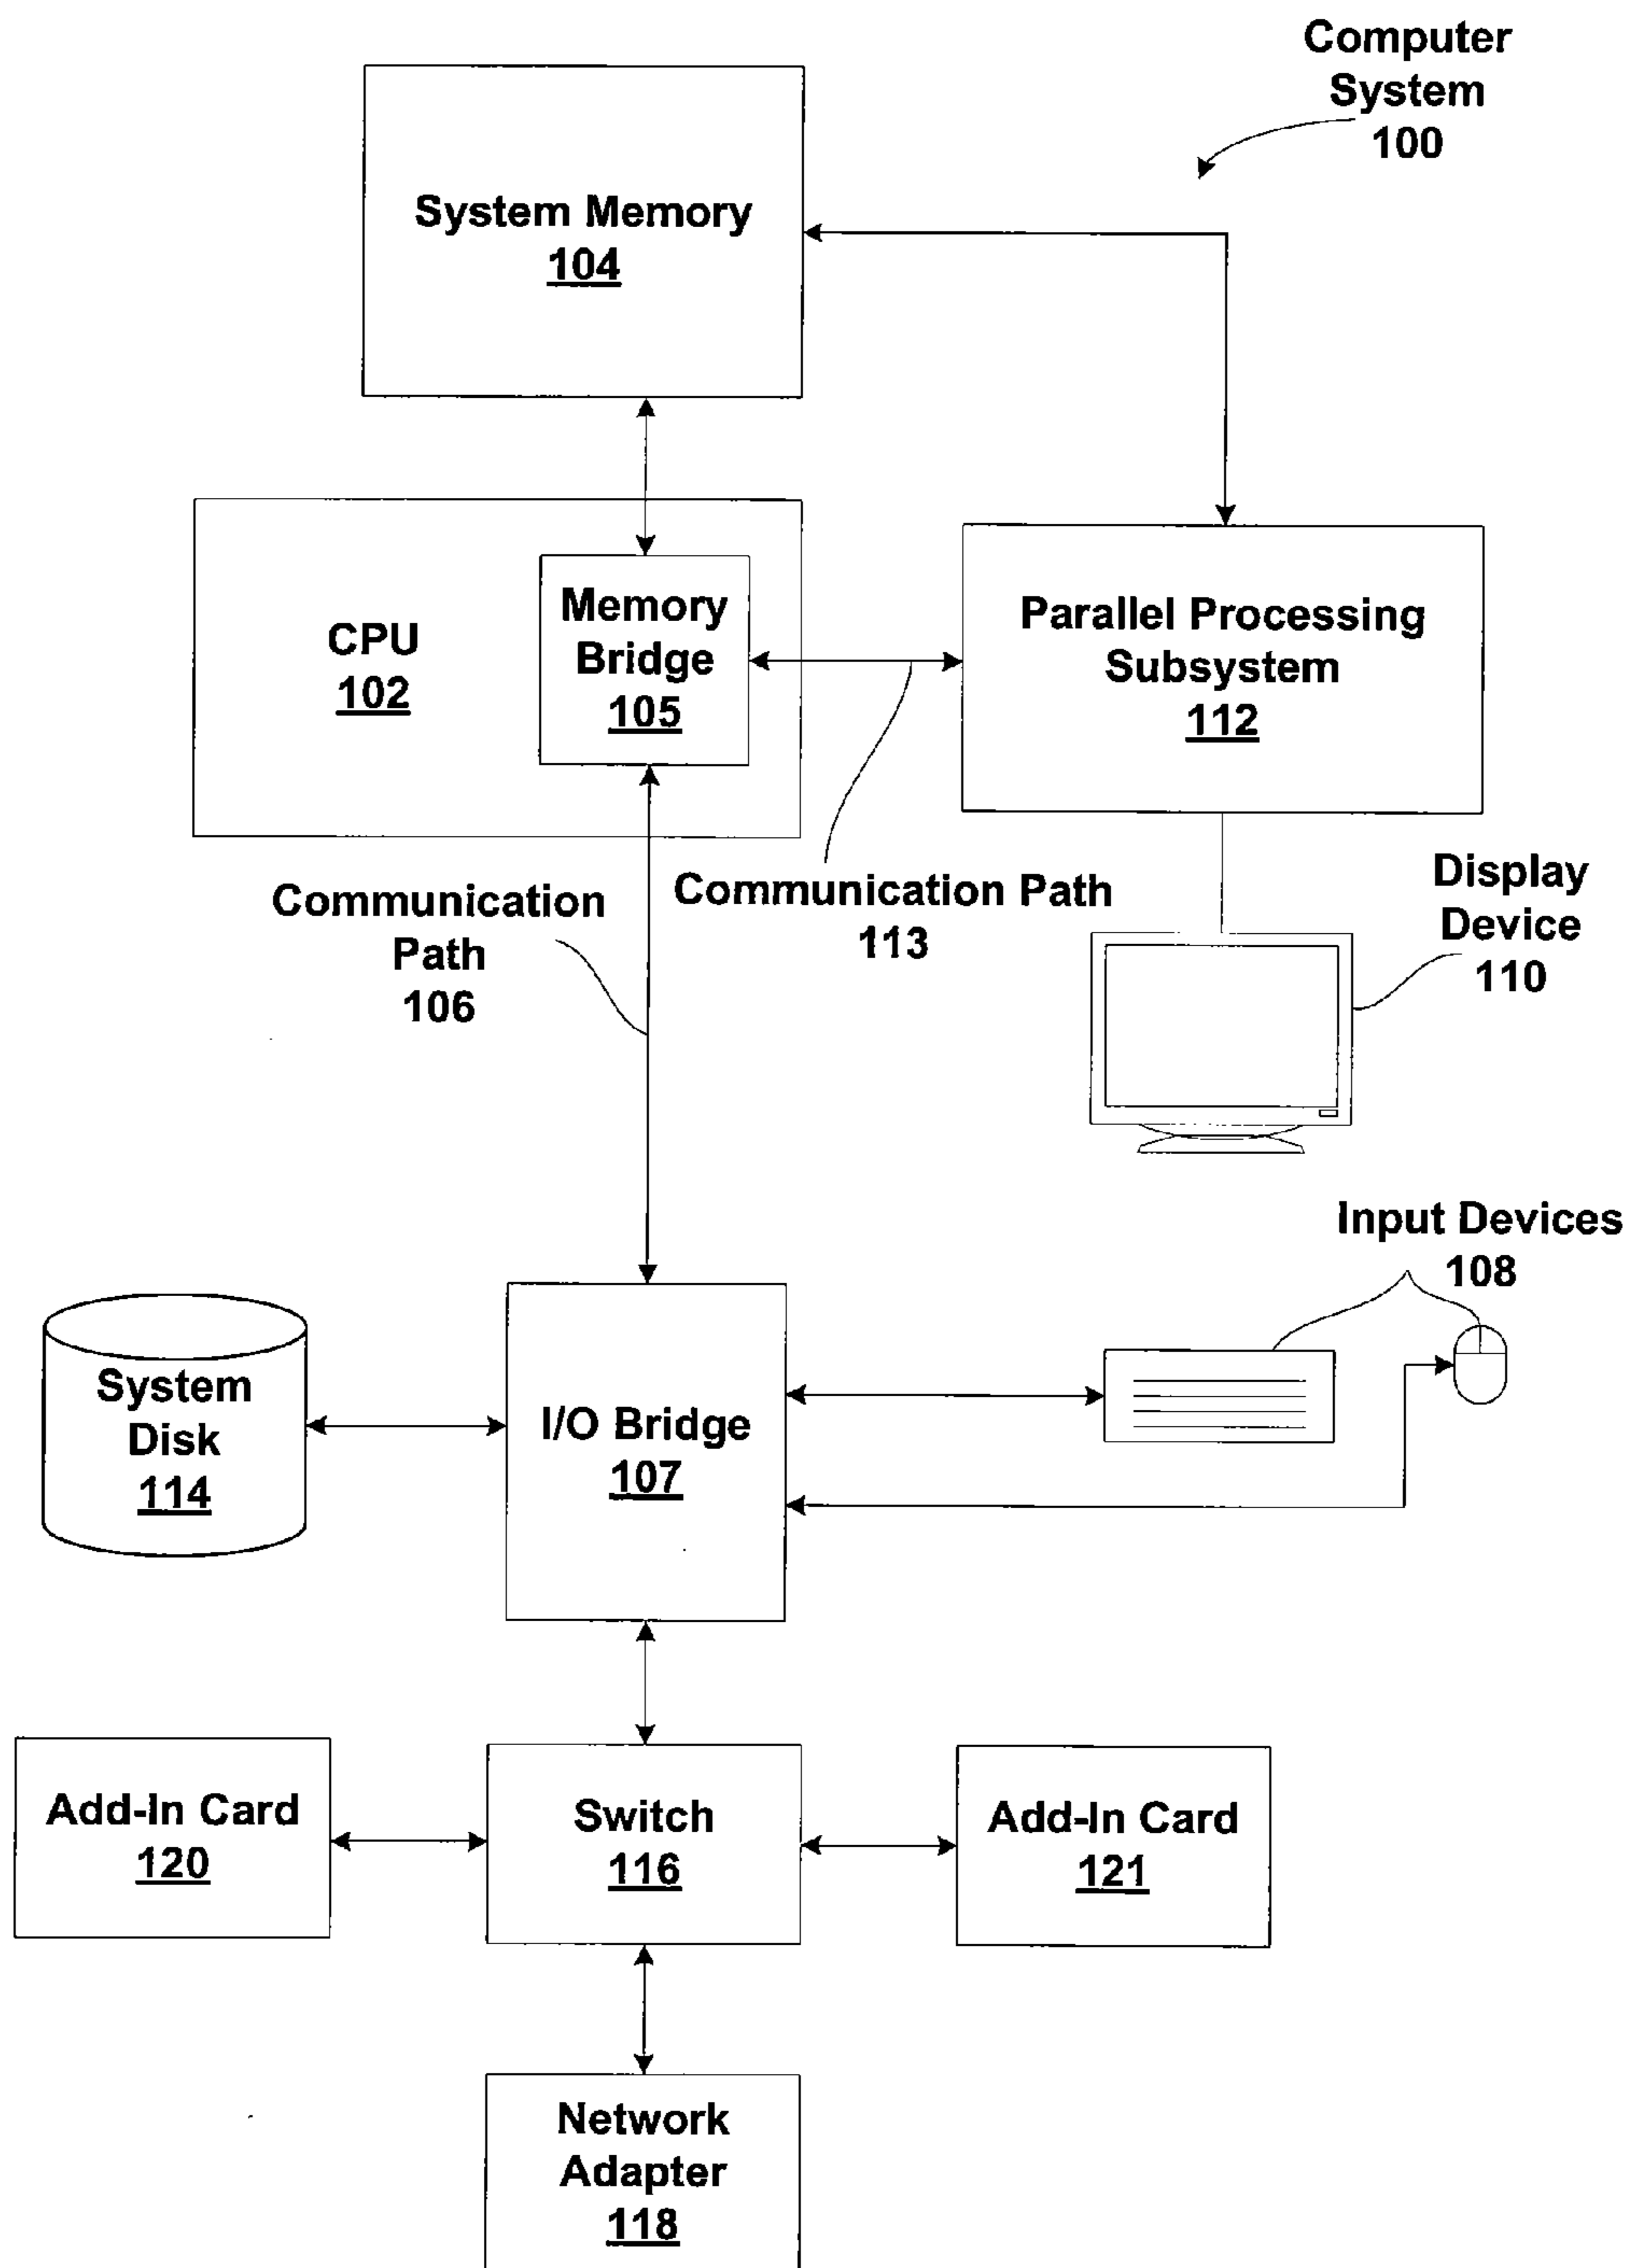 Computer
System
100
System Memory
104
CPU
102
Memory
Bridge
105
Parallel Processing
Subsystem
112
Communication
Path
106
Communication Path
113
Display
Device
110
Input Devices
108
System
Disk
114
I/O Bridge
107
Add-In Card
120
Switch
116
Add-In Card
121
Network
Adapter
118